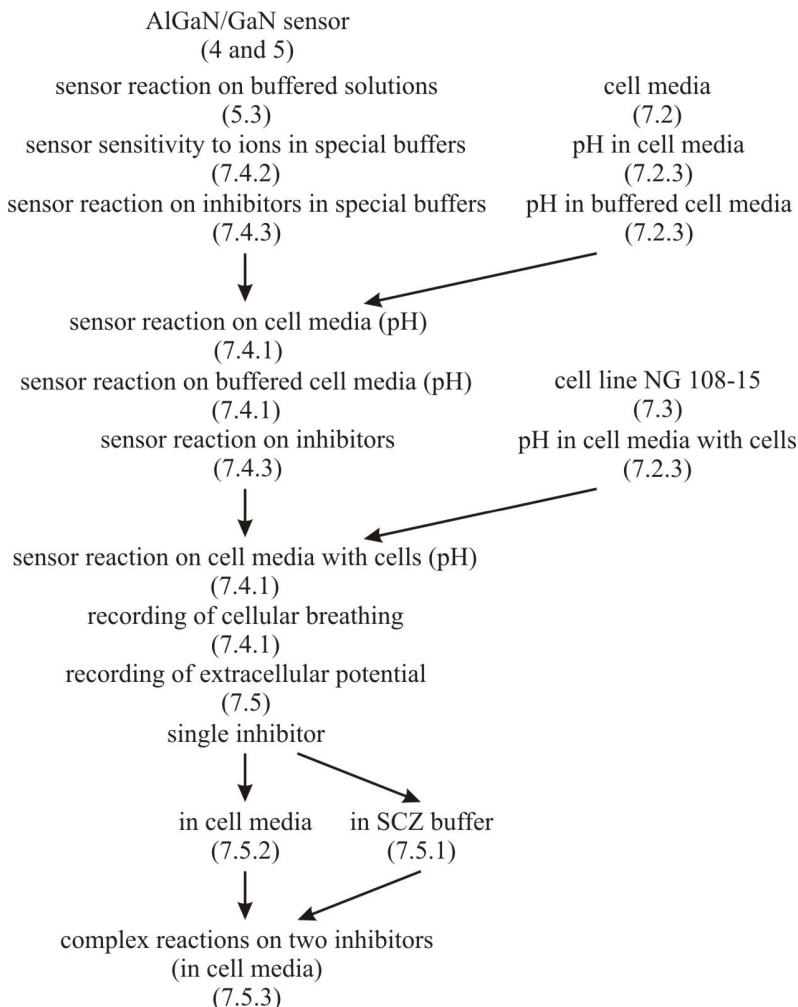 AlGaN/GaN sensor
(4 and 5)
sensor reaction on buffered solutions
(5.3)
sensor sensitivity to ions in special buffers
(7.4.2)
sensor reaction on inhibitors in special buffers
(7.4.3)
cell media
(7.2)
pH in cell media
(7.2.3)
pH in buffered cell media
(7.2.3)
sensor reaction on cell media (pH)
(7.4.1)
sensor reaction on buffered cell media (pH)
(7.4.1)
sensor reaction on inhibitors
(7.4.3)
cell line NG 108-15
(7.3)
pH in cell media with cells
(7.2.3)
sensor reaction on cell media with cells (pH)
(7.4.1)
recording of cellular breathing
(7.4.1)
recording of extracellular potential
(7.5)
single inhibitor
in cell media
(7.5.2)
in SCZ buffer
(7.5.1)
complex reactions on two inhibitors
(in cell media)
(7.5.3)